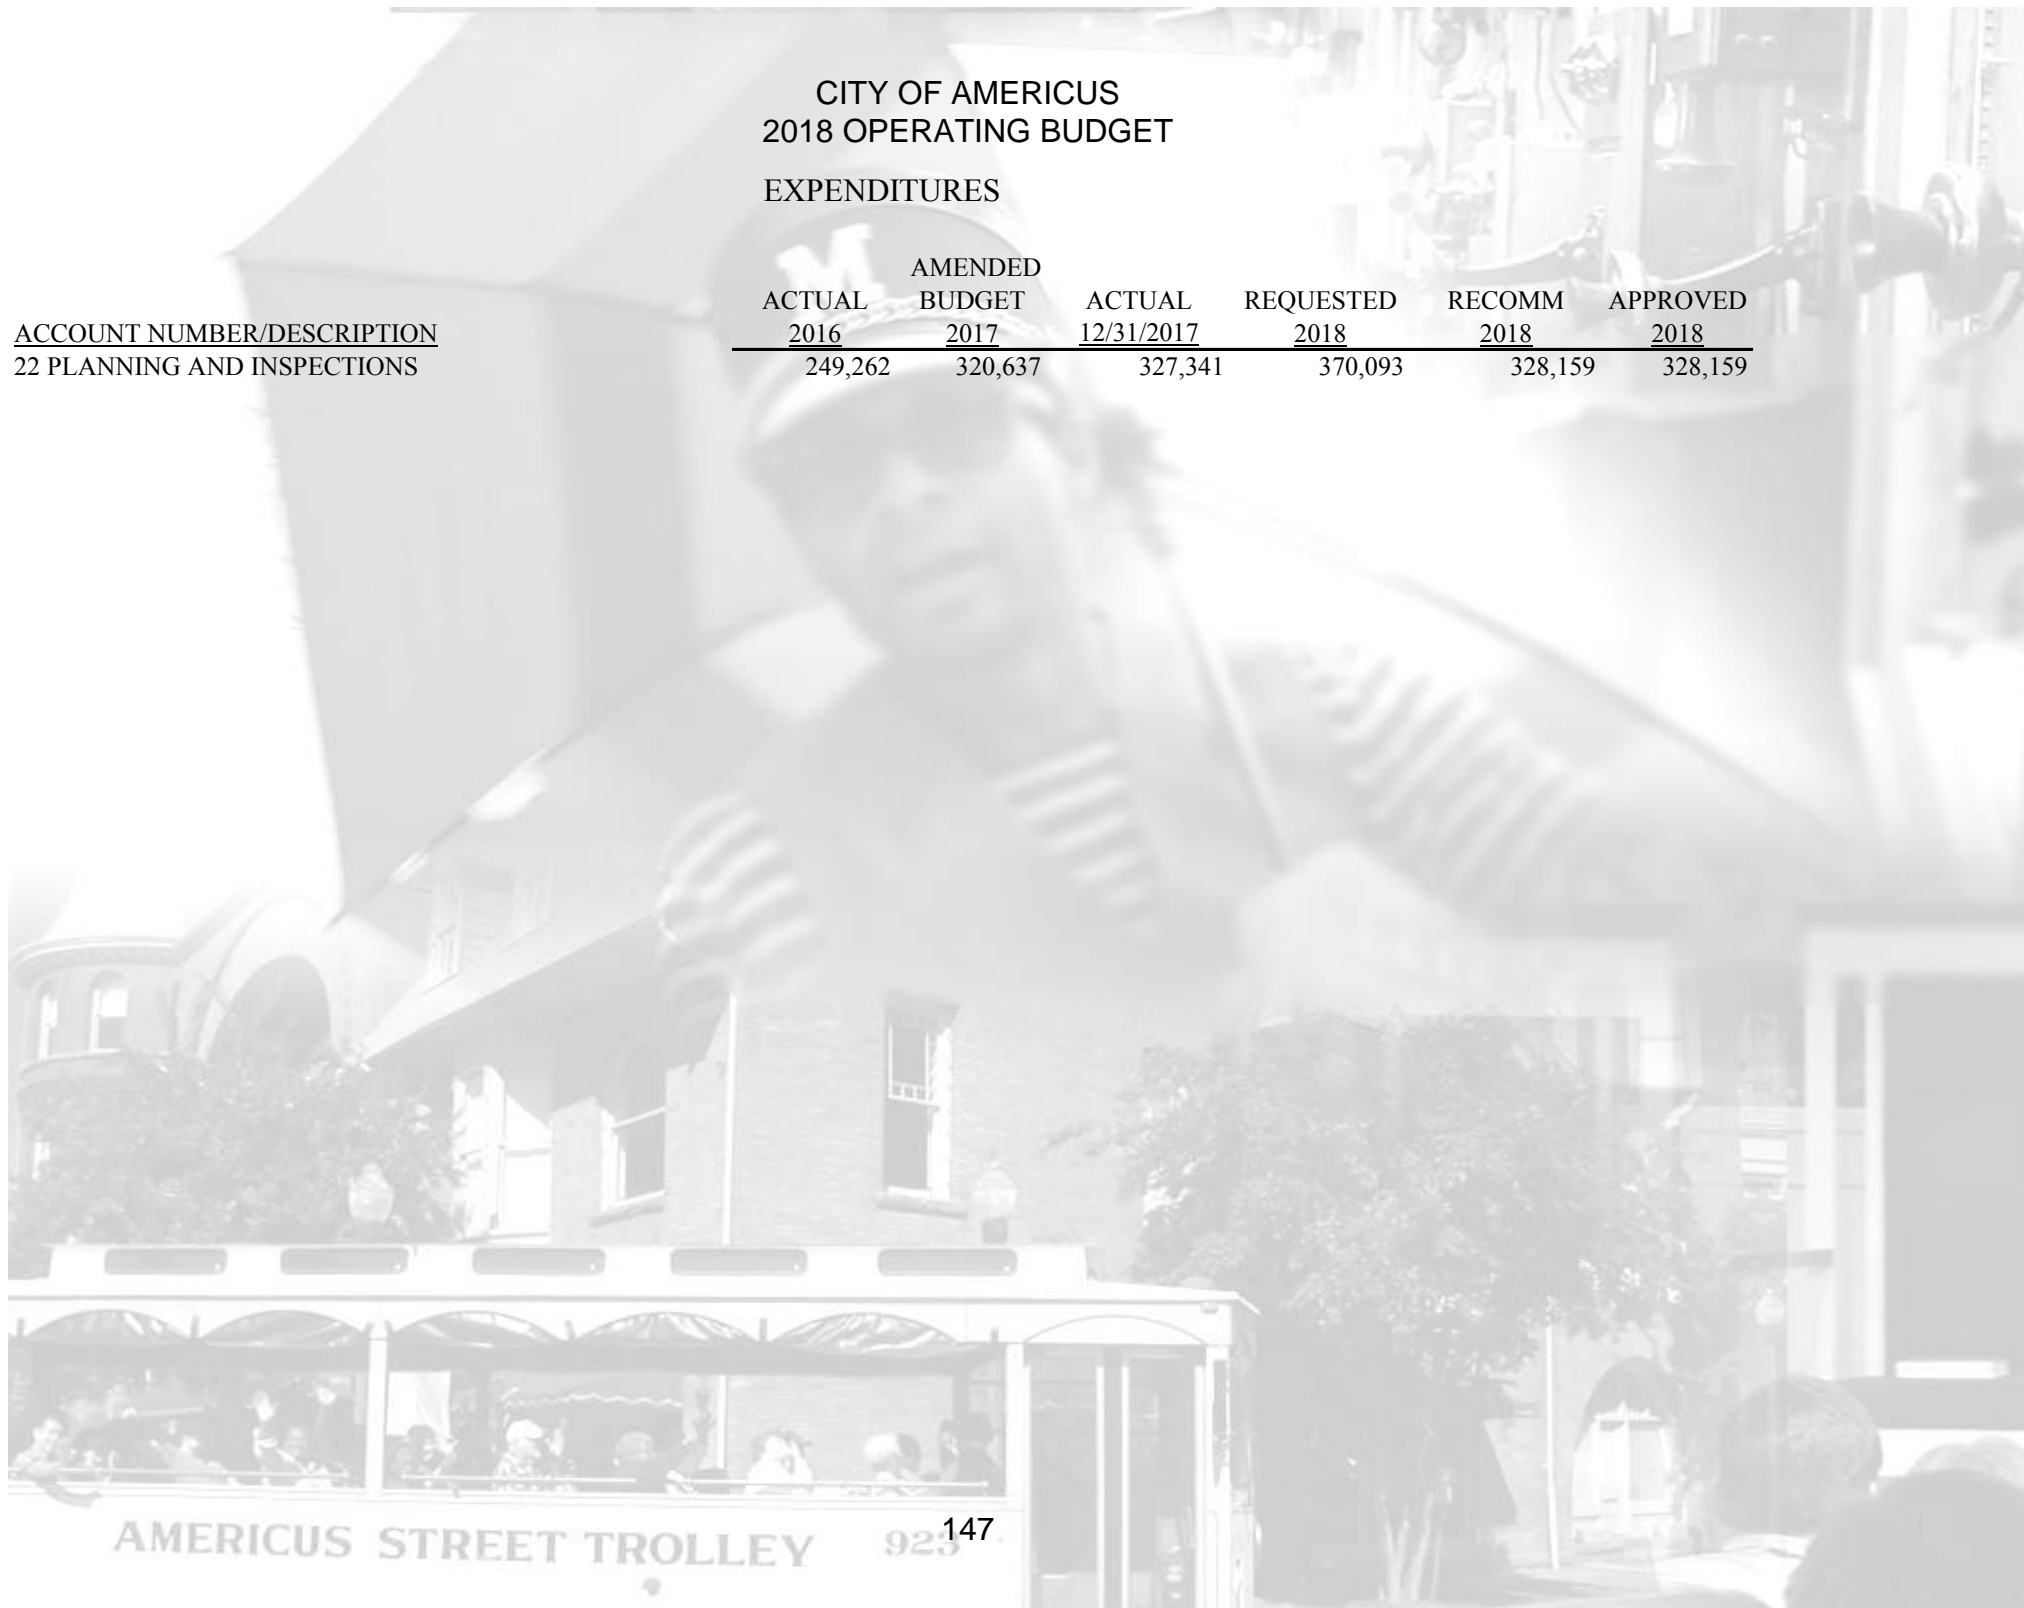 CITY OF AMERICUS
2018 OPERATING BUDGET
EXPENDITURES
AMENDED
ACTUAL BUDGET ACTUAL REQUESTED RECOMM APPROVED
ACCOUNT NUMBER/DESCRIPTION 2016 2017 12/31/2017 2018 2018 2018
22 PLANNING AND INSPECTIONS 249,262 320,637 327,341 370,093 328,159 328,159
M
AMERICUS STREET TROLLEY 923
147